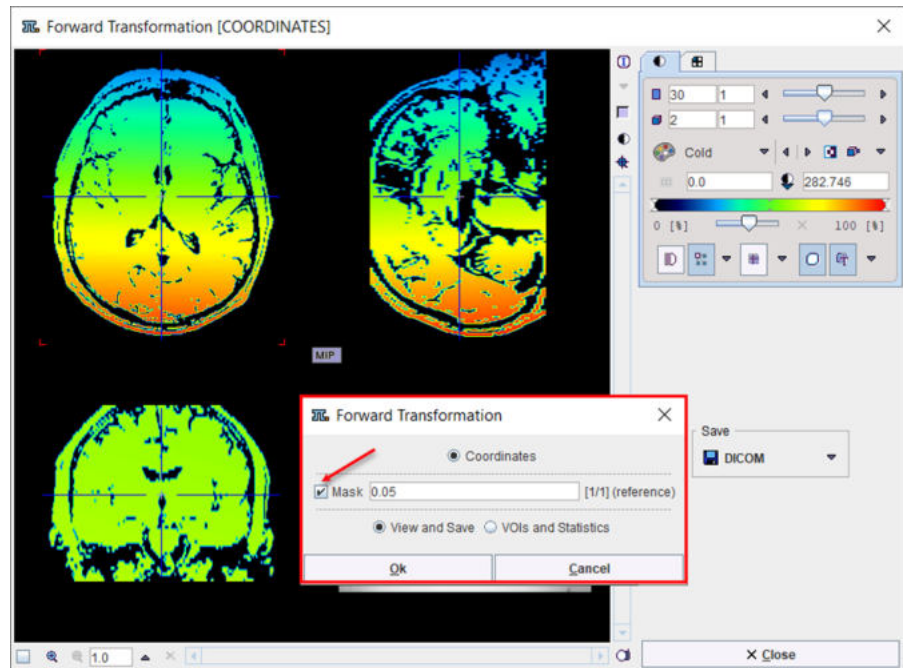 Forward Transformation [COORDINATES]
30 1
2 1
Cold
0.0 282.746
0 [%] 100 [%]
MIP
Forward Transformation
Coordinates
Mask 0.05 [1/1] (reference)
View and Save VOIs and Statistics
Ok Cancel
Save
DICOM
1.0
Close